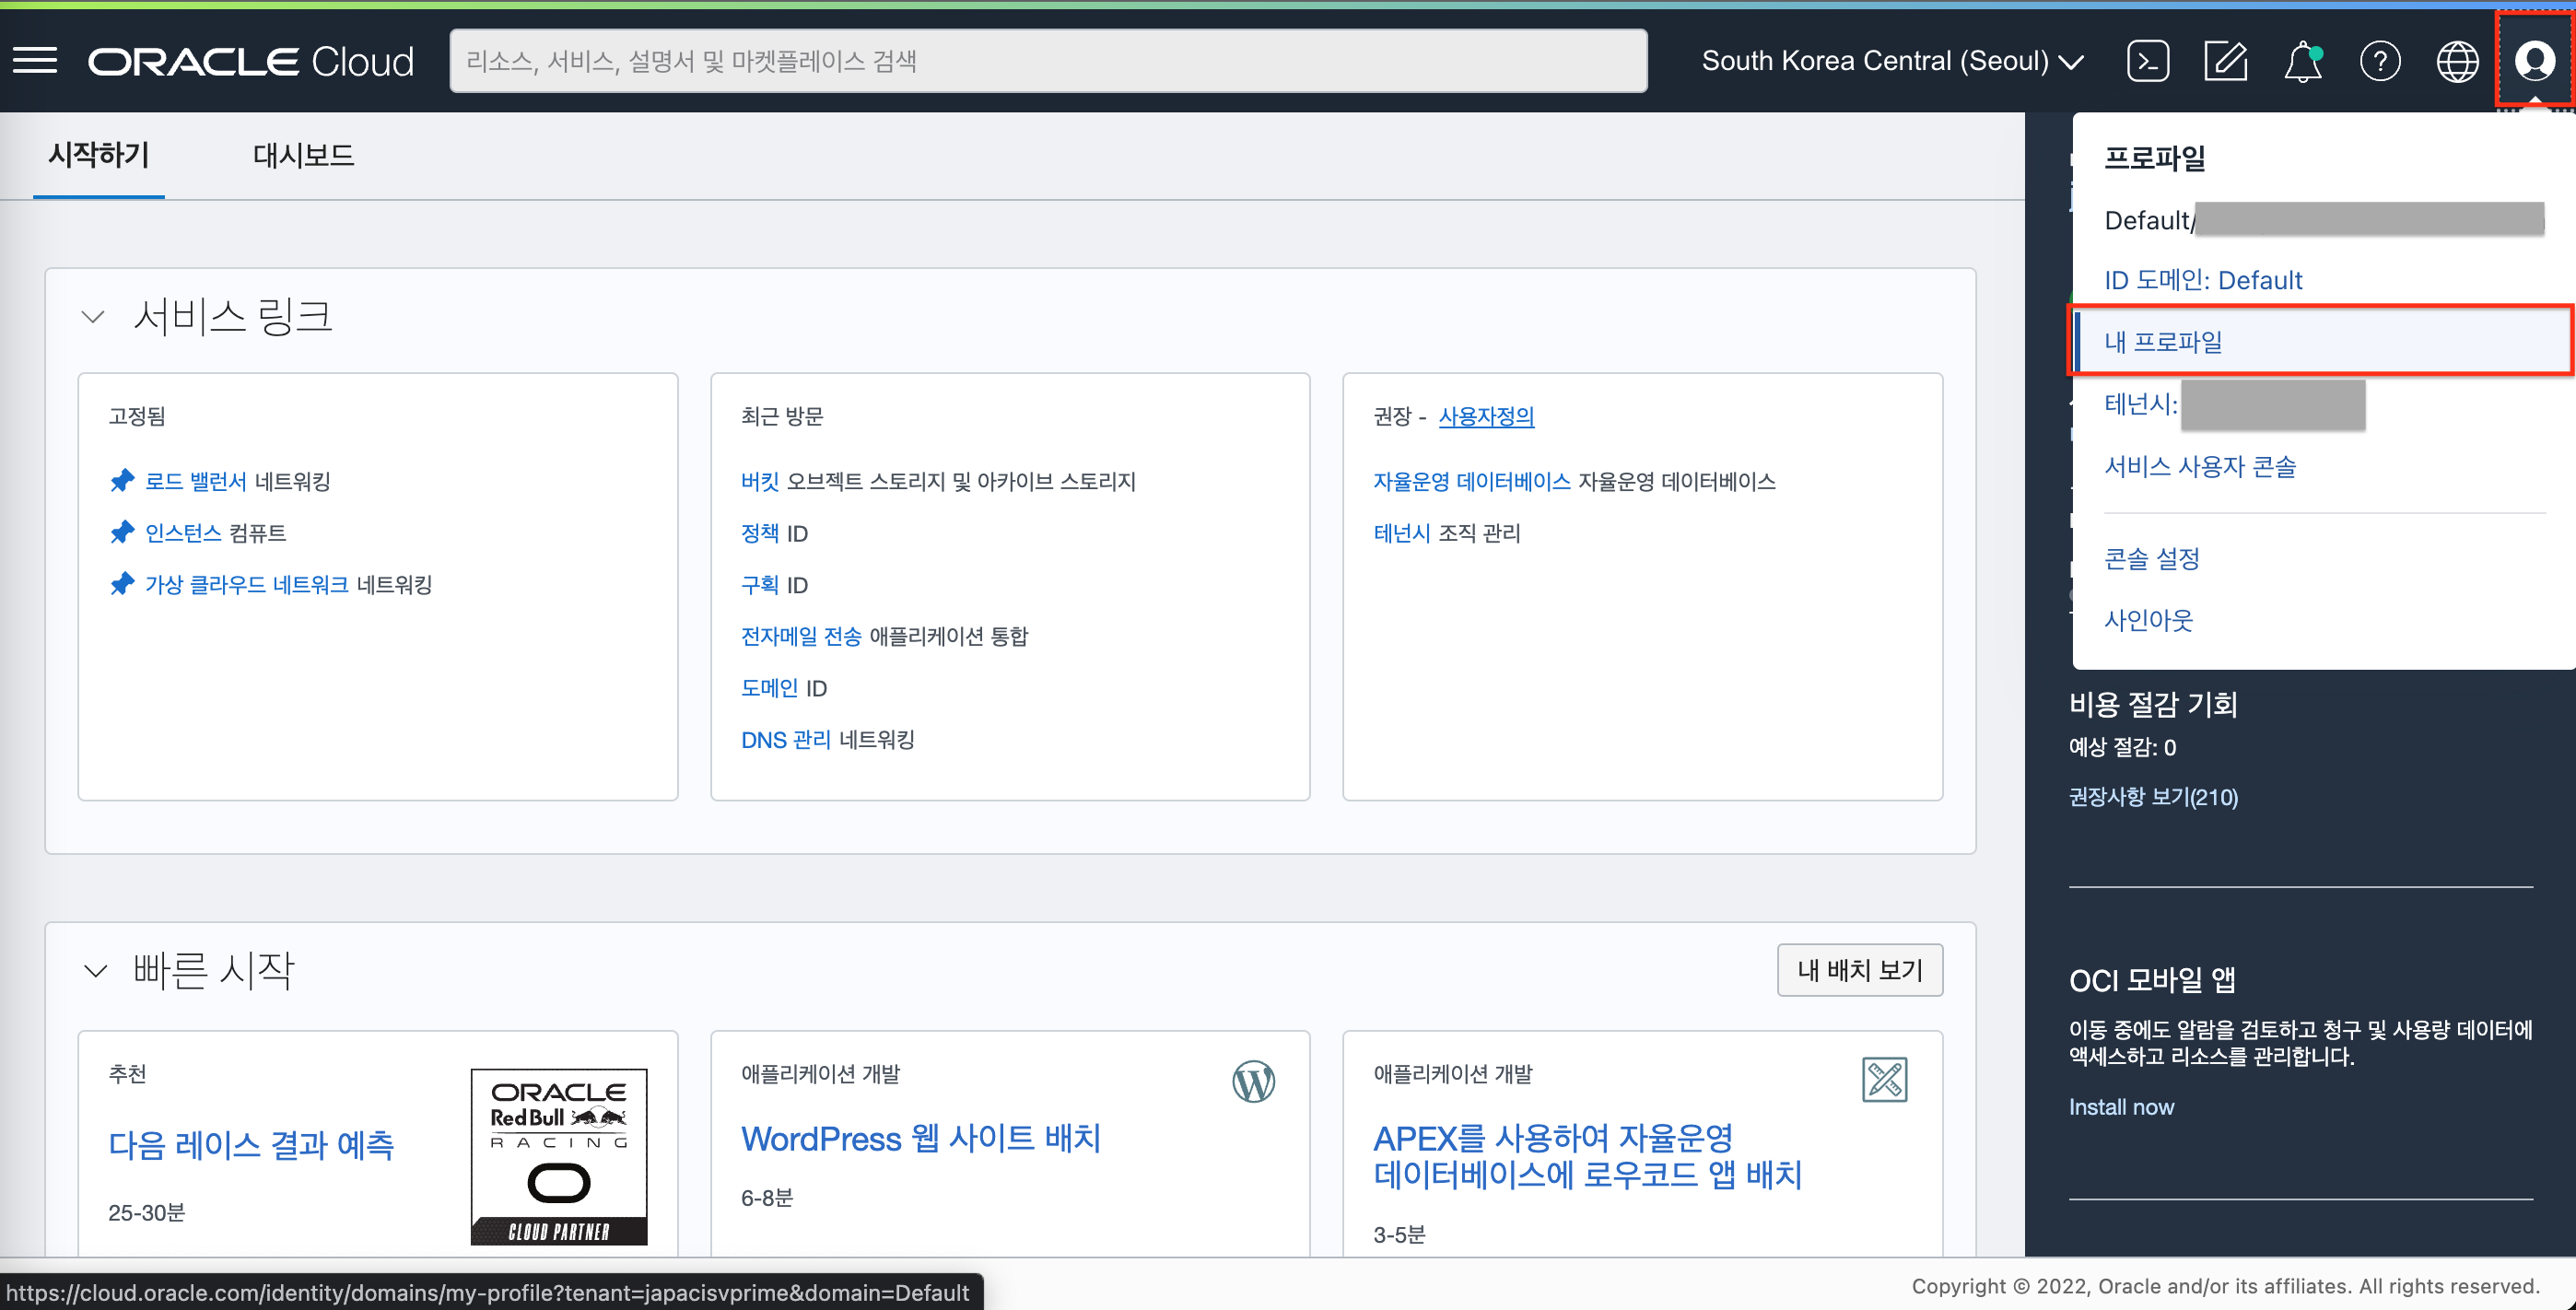 ORACLE Cloud
리소스, 서비스, 설명서 및 마켓플레이스 검색
South Korea Central (Seoul)
시작하기
대시보드
서비스 링크
고정됨
로드 밸런서 네트워킹
인스턴스 컴퓨트
가상 클라우드 네트워크 네트워킹
최근 방문
버킷 오브젝트 스토리지 및 아카이브 스토리지
정책 ID
구획 ID
전자메일 전송 애플리케이션 통합
도메인 ID
DNS 관리 네트워킹
권장 - 사용자정의
자율운영 데이터베이스 자율운영 데이터베이스
테넌시 조직 관리
빠른 시작
내 배치 보기
추천
다음 레이스 결과 예측
25-30분
ORACLE
Red Bull
RACING
CLOUD PARTNER
애플리케이션 개발
WordPress 웹 사이트 배치
6-8분
애플리케이션 개발
APEX를 사용하여 자율운영
데이터베이스에 로우코드 앱 배치
3-5분
프로파일
Default/
ID 도메인: Default
내 프로파일
테넌시:
서비스 사용자 콘솔
콘솔 설정
사인아웃
비용 절감 기회
예상 절감: 0
권장사항 보기(210)
OCI 모바일 앱
이동 중에도 알람을 검토하고 청구 및 사용량 데이터에
액세스하고 리소스를 관리합니다.
Install now
https://cloud.oracle.com/identity/domains/my-profile?tenant=japacisvprime&domain=Default
Copyright © 2022, Oracle and/or its affiliates. All rights reserved.